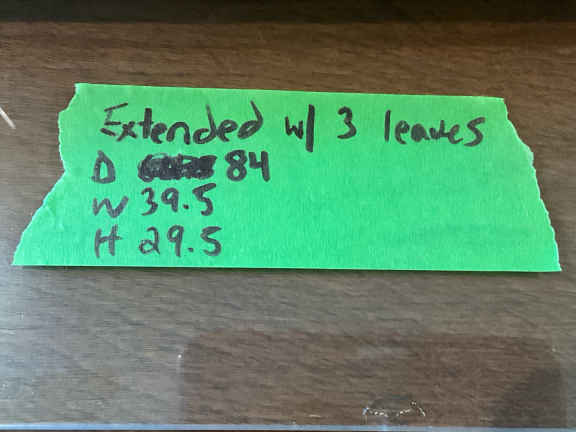 Extended w/ 3 leaves
D 84
W 39.5
H 29.5